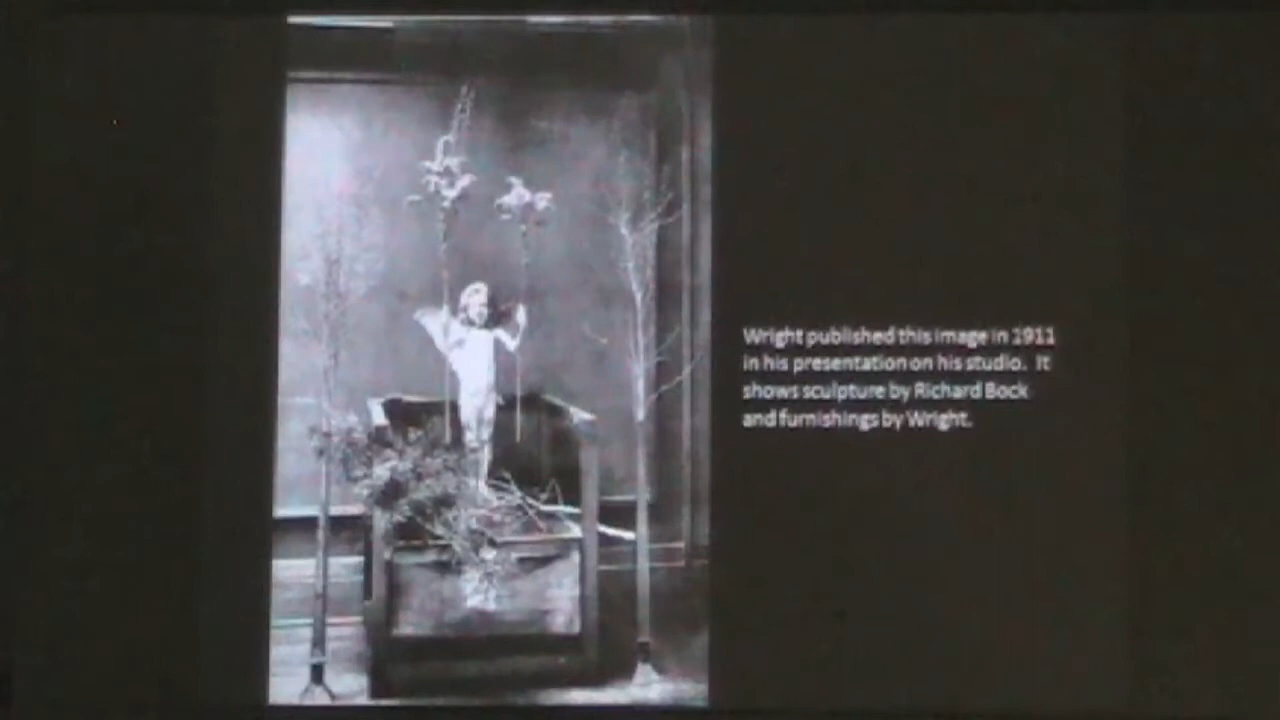 Wright published this image in 1911
in his presentation on his studio.  It
shows sculpture by Richard Bock
and furnishings by Wright.